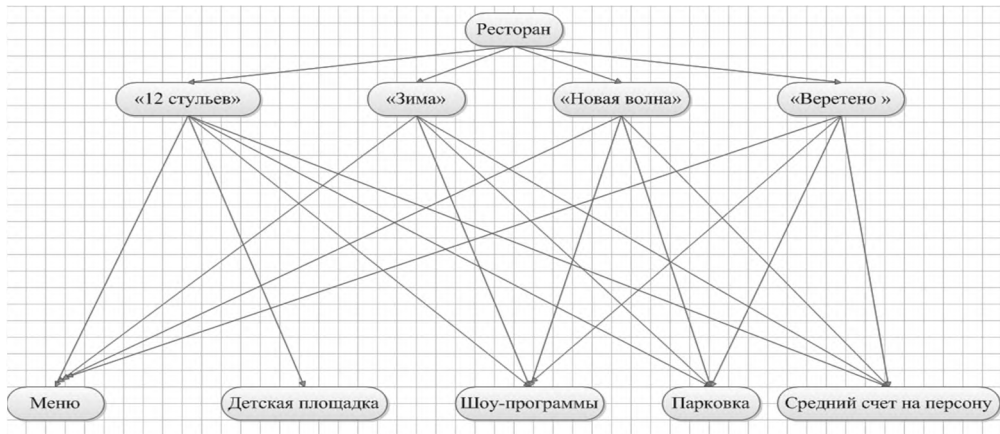 Ресторан
«12 стульев»
«Зима»
«Новая волна»
«Веретено »
Меню
Детская площадка
Шоу-программы
Парковка
Средний счет на персону